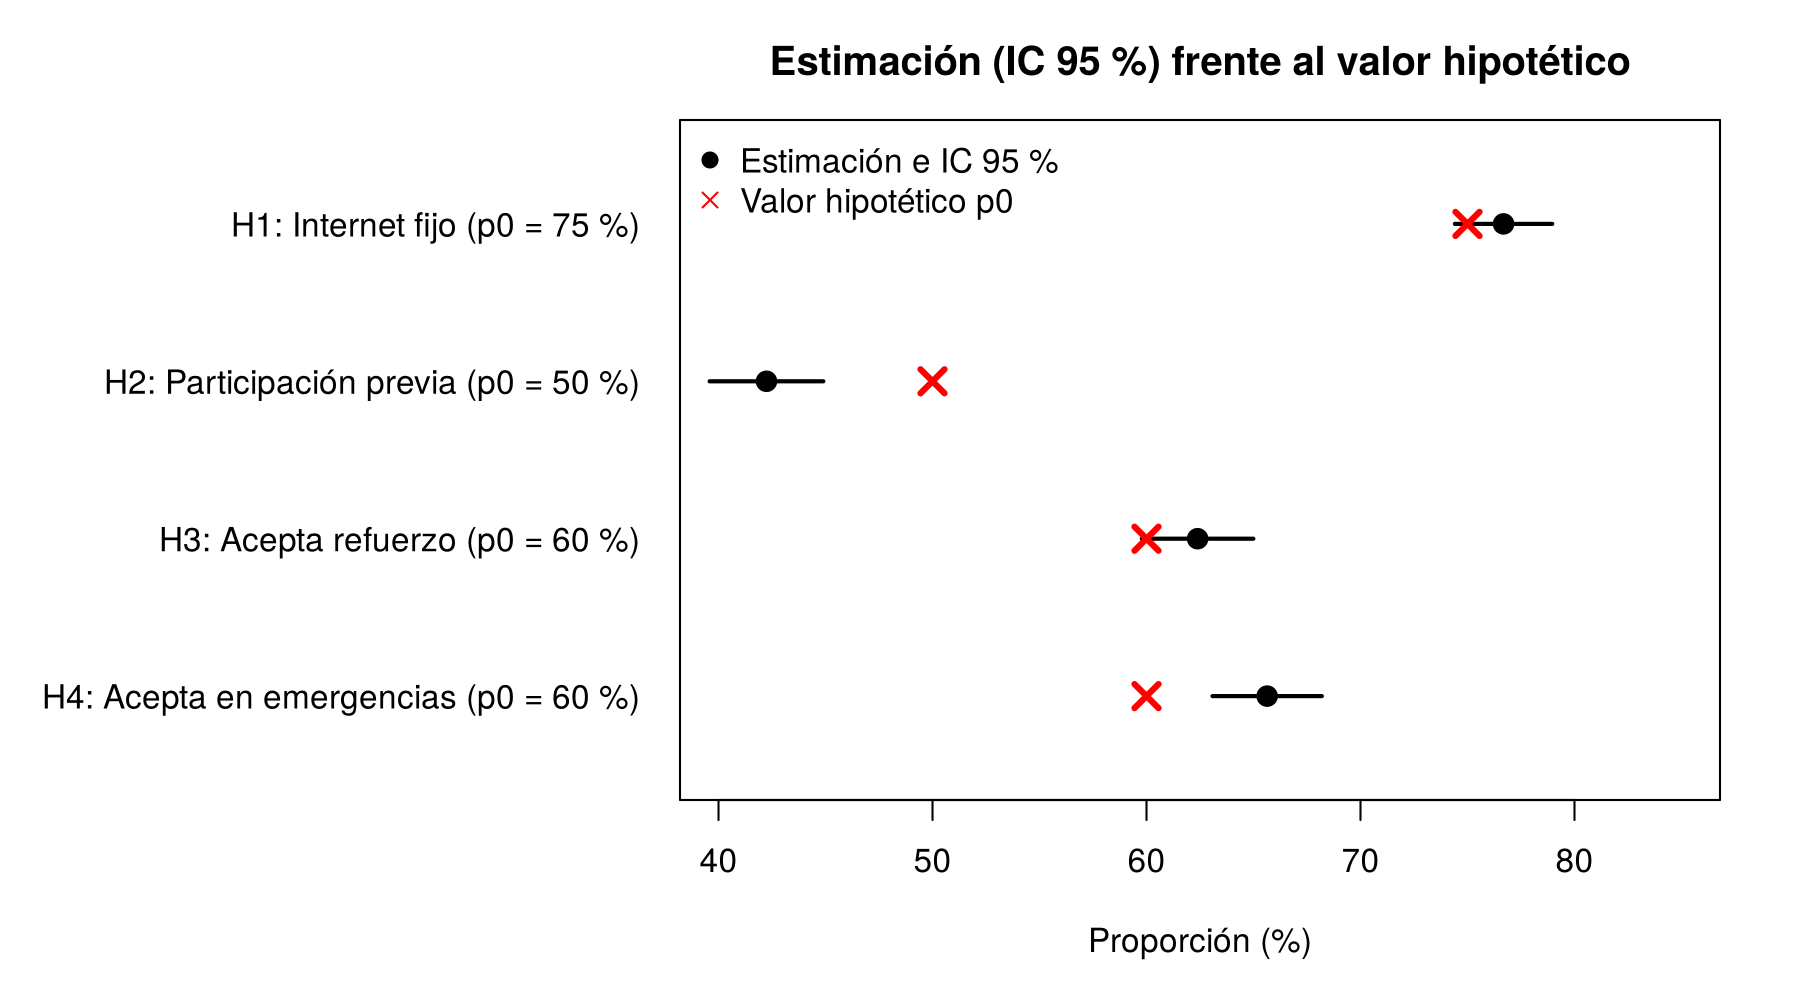 Estimación (IC 95 %) frente al valor hipotético
Estimación e IC 95 %
Valor hipotético p0
H1: Internet fijo (p0 = 75 %)
H2: Participación previa (p0 = 50 %)
H3: Acepta refuerzo (p0 = 60 %)
H4: Acepta en emergencias (p0 = 60 %)
40 50 60 70 80
Proporción (%)